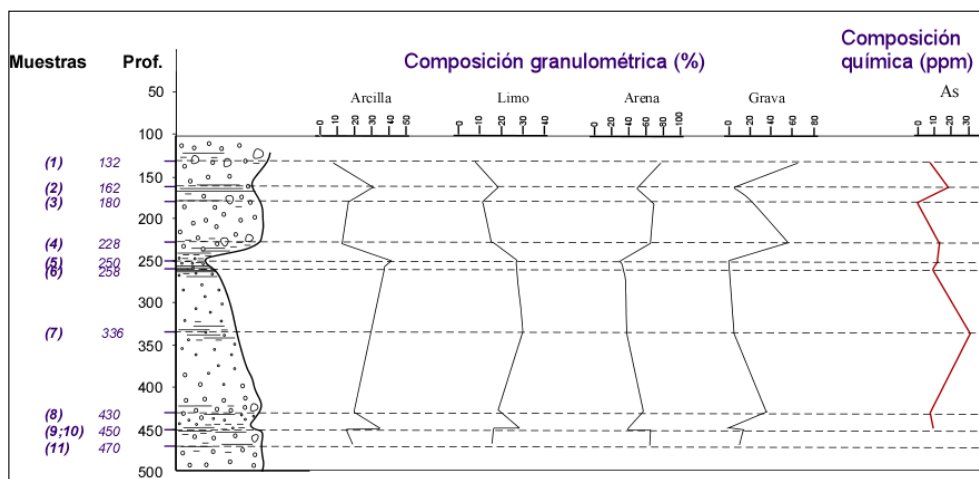 Muestras Prof. Composición granulométrica (%) Composición química (ppm)
Arcilla Limo Arena Grava As
0 10 20 30 40 50
0 10 20 30 40
0 20 40 60 80 100
0 20 40 60 80
0 10 20 30
50
100
(1) 132
150
(2) 162
(3) 180
200
(4) 228
(5) 250
250
(6) 258
300
(7) 336
350
400
(8) 430
(9;10) 450
450
(11) 470
500